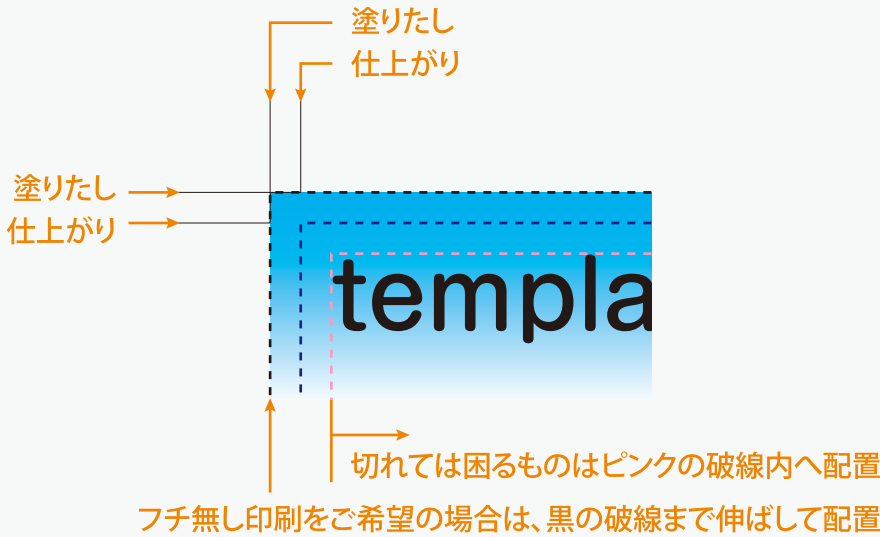 塗りたし
仕上がり
塗りたし
仕上がり
templa
切れては困るものはピンクの破線内へ配置
フチ無し印刷をご希望の場合は、黒の破線まで伸ばして配置